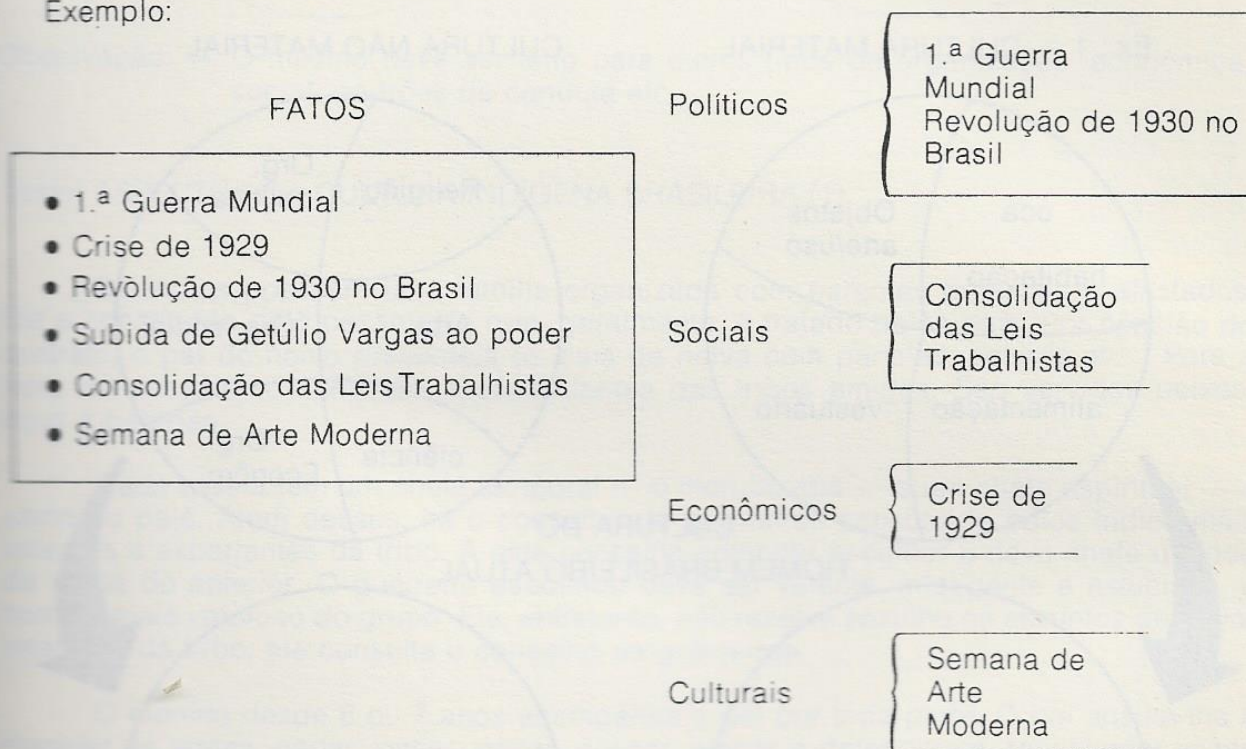 Exemplo:
FATOS
• 1.ª Guerra Mundial
• Crise de 1929
• Revòlução de 1930 no Brasil
• Subida de Getúlio Vargas ao poder
• Consolidação das Leis Trabalhistas
• Semana de Arte Moderna
Políticos
1.ª Guerra
Mundial
Revolução de 1930 no
Brasil
Sociais
Consolidação
das Leis
Trabalhistas
Econômicos
Crise de
1929
Culturais
Semana de
Arte
Moderna